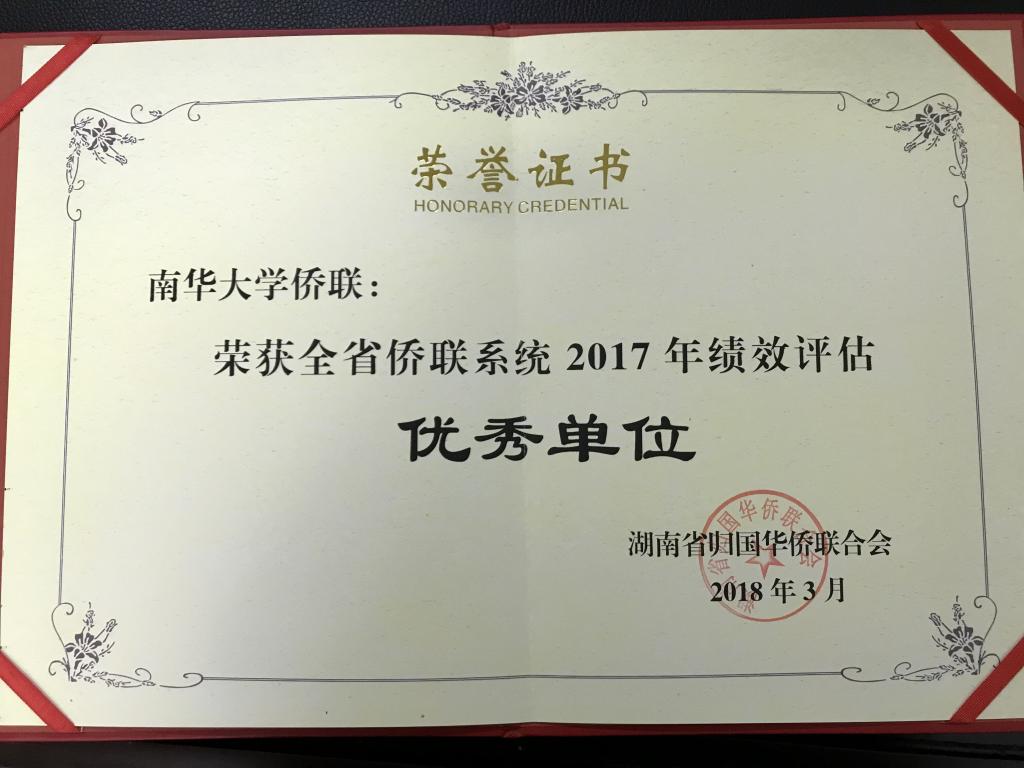 荣誉证书
HONORARY CREDENTIAL
南华大学侨联：
荣获全省侨联系统 2017 年绩效评估
优秀单位
湖南省归国华侨联合会
2018 年 3 月